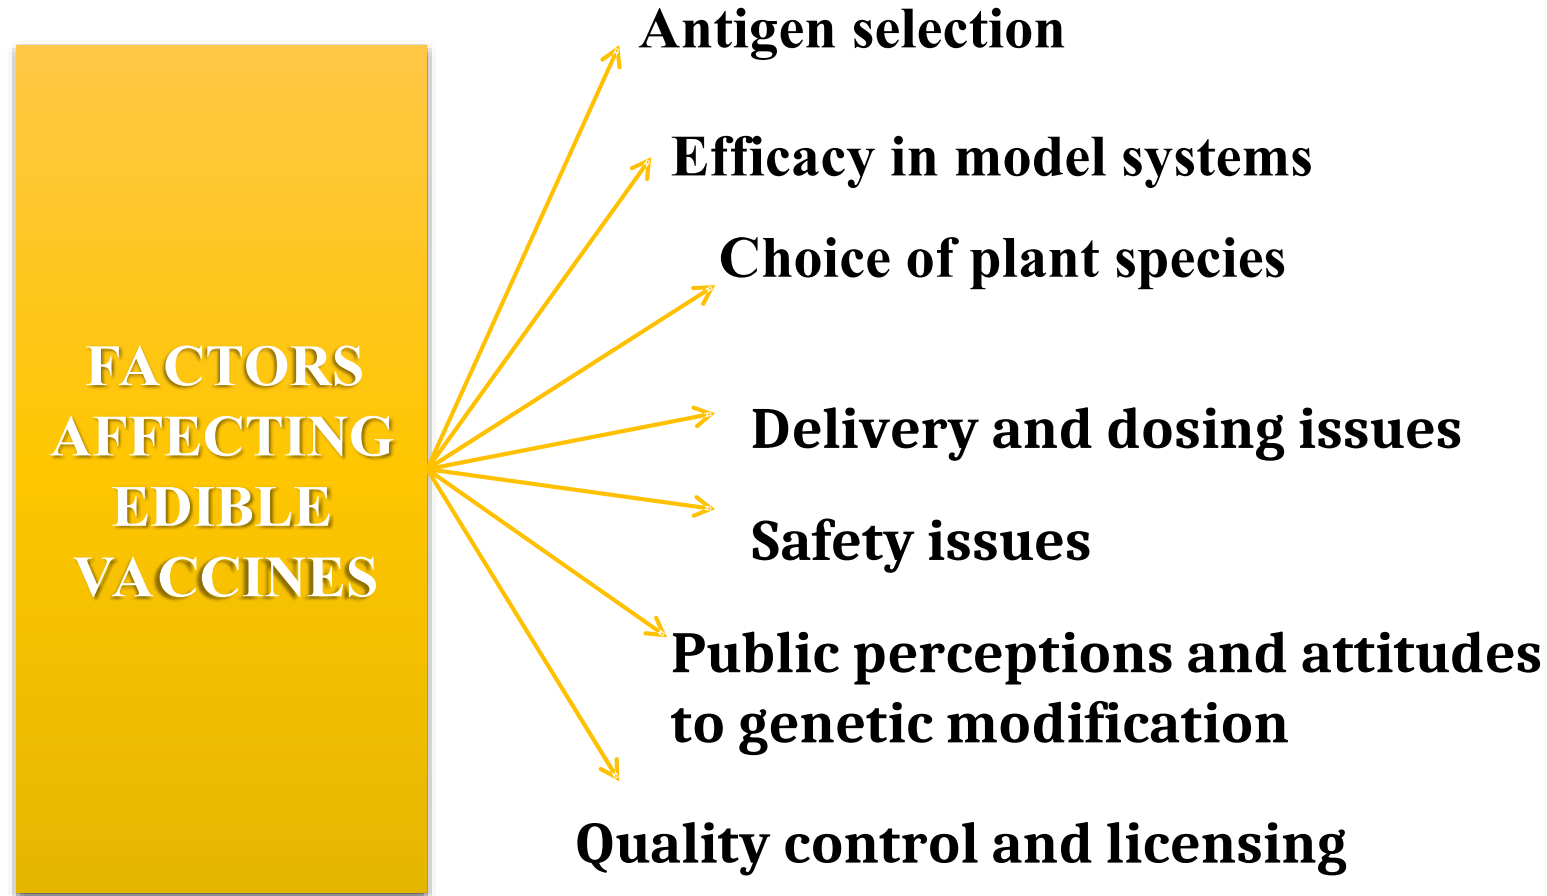 FACTORS
AFFECTING
EDIBLE
VACCINES
Antigen selection
Efficacy in model systems
Choice of plant species
Delivery and dosing issues
Safety issues
Public perceptions and attitudes
to genetic modification
Quality control and licensing